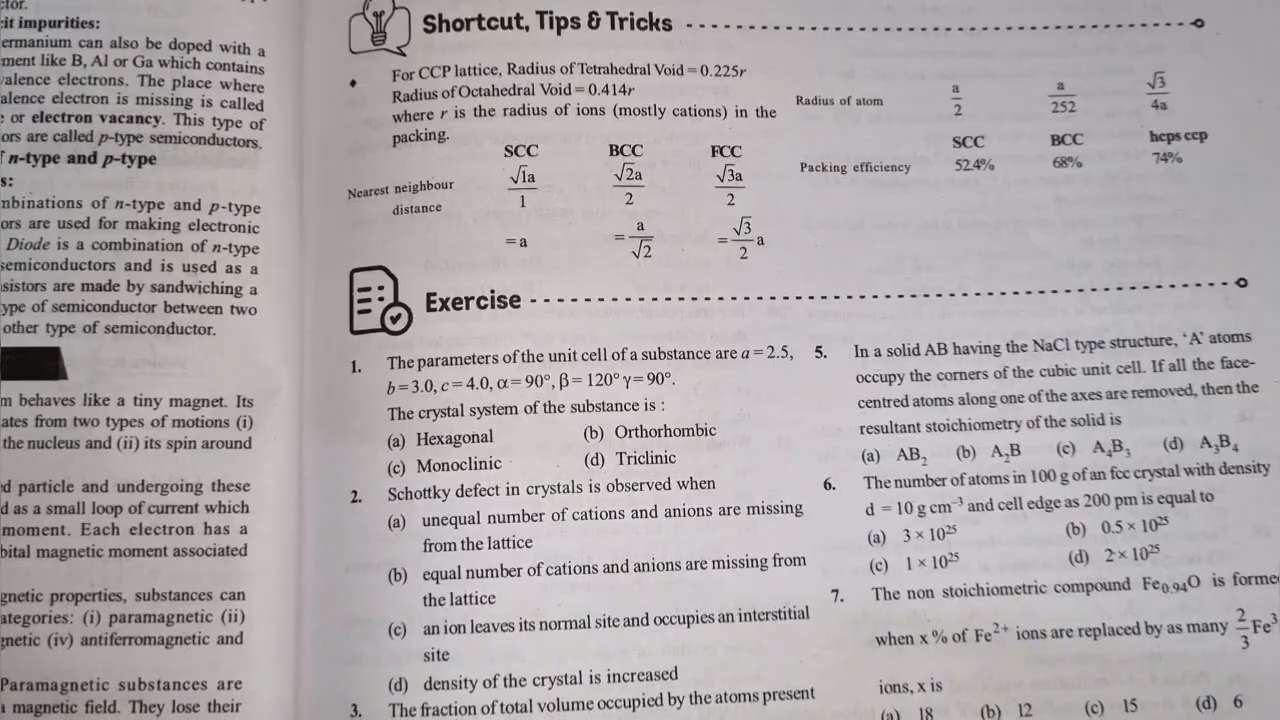 ctor.
cit impurities:
ermanium can also be doped with a
ment like B, Al or Ga which contains
valence electrons. The place where
alence electron is missing is called
e or electron vacancy. This type of
ors are called p-type semiconductors.
f n-type and p-type
s:
mbinations of n-type and p-type
ors are used for making electronic
Diode is a combination of n-type
semiconductors and is used as a
sistors are made by sandwiching a
ype of semiconductor between two
other type of semiconductor.
m behaves like a tiny magnet. Its
ates from two types of motions (i)
the nucleus and (ii) its spin around
d particle and undergoing these
d as a small loop of current which
moment. Each electron has a
bital magnetic moment associated
gnetic properties, substances can
ategories: (i) paramagnetic (ii)
gnetic (iv) antiferromagnetic and
Paramagnetic substances are
a magnetic field. They lose their
Shortcut, Tips & Tricks
♦ For CCP lattice, Radius of Tetrahedral Void = 0.225r
Radius of Octahedral Void = 0.414r
where r is the radius of ions (mostly cations) in the
packing.
SCC BCC FCC
Nearest neighbour distance √1a/1 √2a/2 √3a/2
= a = a/√2 = √3/2 a
Radius of atom a/2 a/252 √3/4a
SCC BCC hcps ccp
Packing efficiency 52.4% 68% 74%
Exercise
1. The parameters of the unit cell of a substance are a = 2.5,
b = 3.0, c = 4.0, α = 90°, β = 120° γ = 90°.
The crystal system of the substance is :
(a) Hexagonal (b) Orthorhombic
(c) Monoclinic (d) Triclinic
2. Schottky defect in crystals is observed when
(a) unequal number of cations and anions are missing
from the lattice
(b) equal number of cations and anions are missing from
the lattice
(c) an ion leaves its normal site and occupies an interstitial
site
(d) density of the crystal is increased
3. The fraction of total volume occupied by the atoms present
5. In a solid AB having the NaCl type structure, ‘A’ atoms
occupy the corners of the cubic unit cell. If all the face-
centred atoms along one of the axes are removed, then the
resultant stoichiometry of the solid is
(a) AB₂ (b) A₂B (c) A₄B₃ (d) A₃B₄
6. The number of atoms in 100 g of an fcc crystal with density
d = 10 g cm⁻³ and cell edge as 200 pm is equal to
(a) 3 × 10²⁵ (b) 0.5 × 10²⁵
(c) 1 × 10²⁵ (d) 2 × 10²⁵
7. The non stoichiometric compound Fe₀.₉₄O is forme
when x % of Fe²⁺ ions are replaced by as many 2/3 Fe³
ions, x is
(a) 18 (b) 12 (c) 15 (d) 6